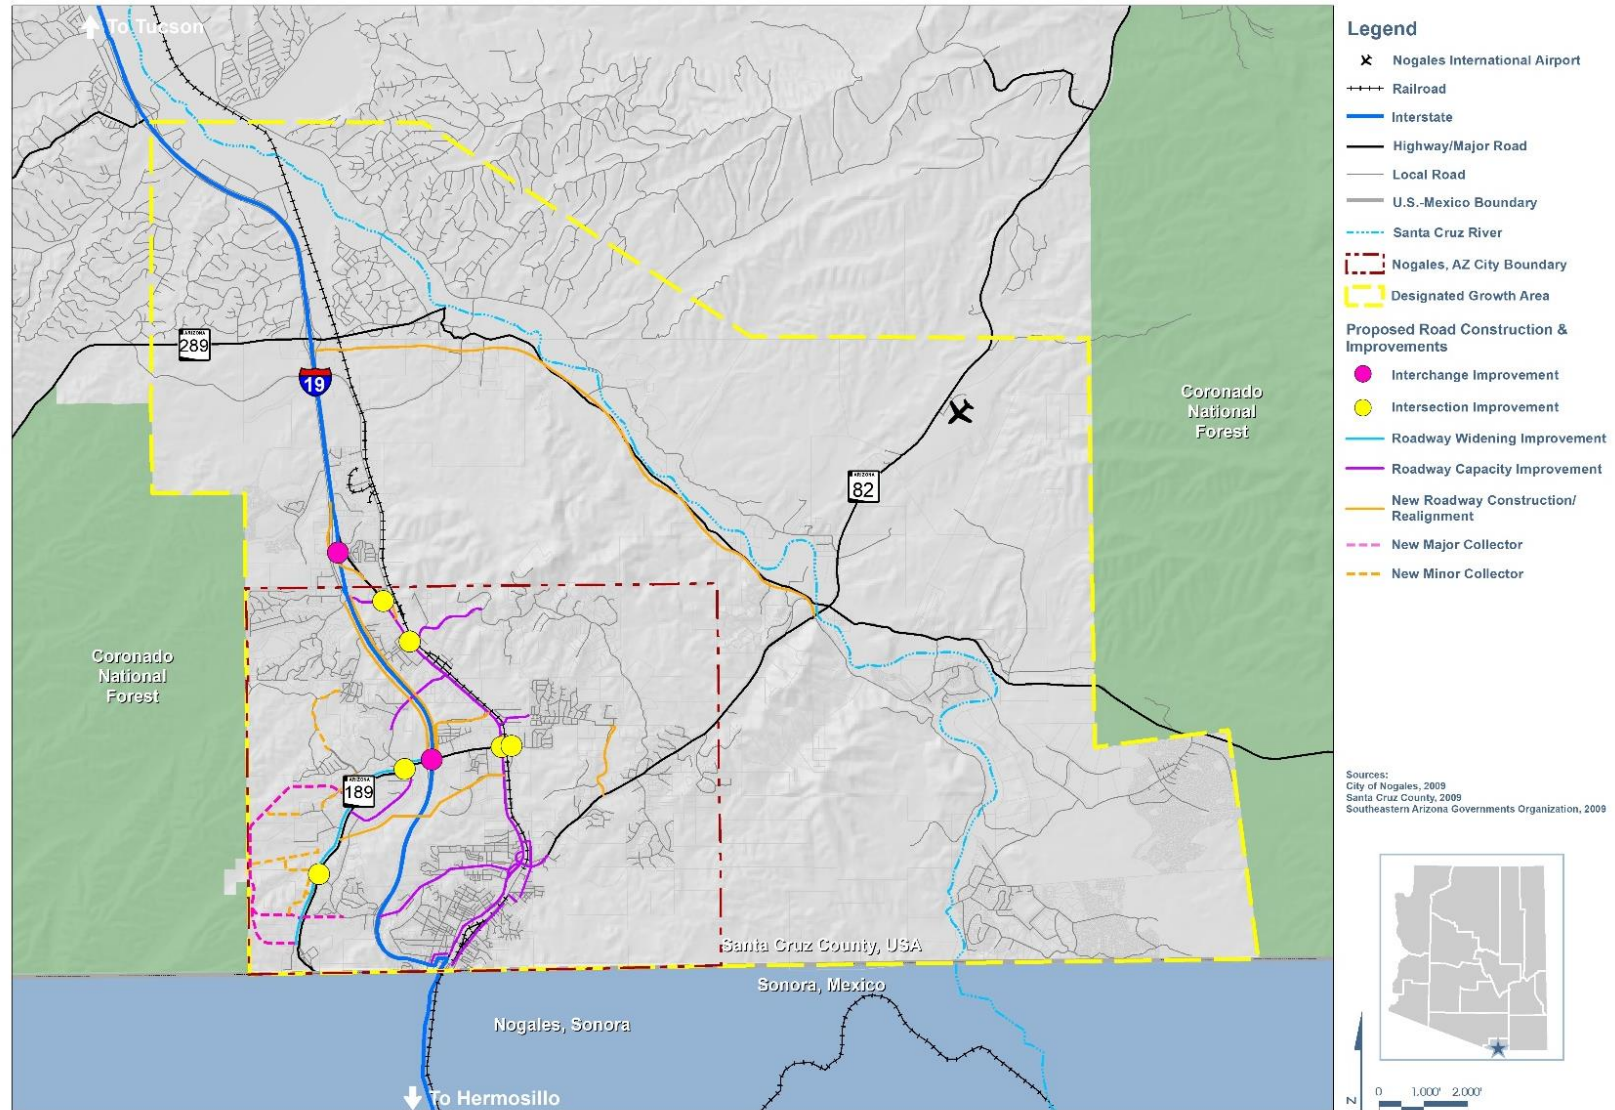 To Tucson
ARIZONA
289
19
ARIZONA
82
Coronado
National
Forest
Coronado
National
Forest
ARIZONA
189
Santa Cruz County, USA
Sonora, Mexico
Nogales, Sonora
To Hermosillo
Legend
Nogales International Airport
Railroad
Interstate
Highway/Major Road
Local Road
U.S.-Mexico Boundary
Santa Cruz River
Nogales, AZ City Boundary
Designated Growth Area
Proposed Road Construction &
Improvements
Interchange Improvement
Intersection Improvement
Roadway Widening Improvement
Roadway Capacity Improvement
New Roadway Construction/
Realignment
New Major Collector
New Minor Collector
Sources:
City of Nogales, 2009
Santa Cruz County, 2009
Southeastern Arizona Governments Organization, 2009
N
0 1,000' 2,000'